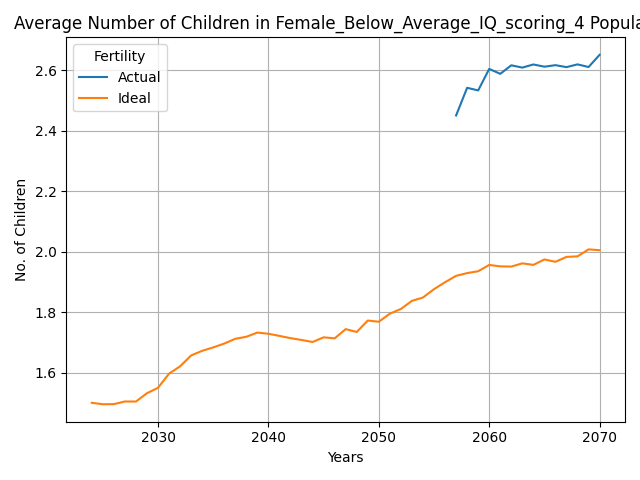 Average Number of Children in Female_Below_Average_IQ_scoring_4 Popula
Fertility
Actual
Ideal
No. of Children
2.6
2.4
2.2
2.0
1.8
1.6
2030 2040 2050 2060 2070
Years